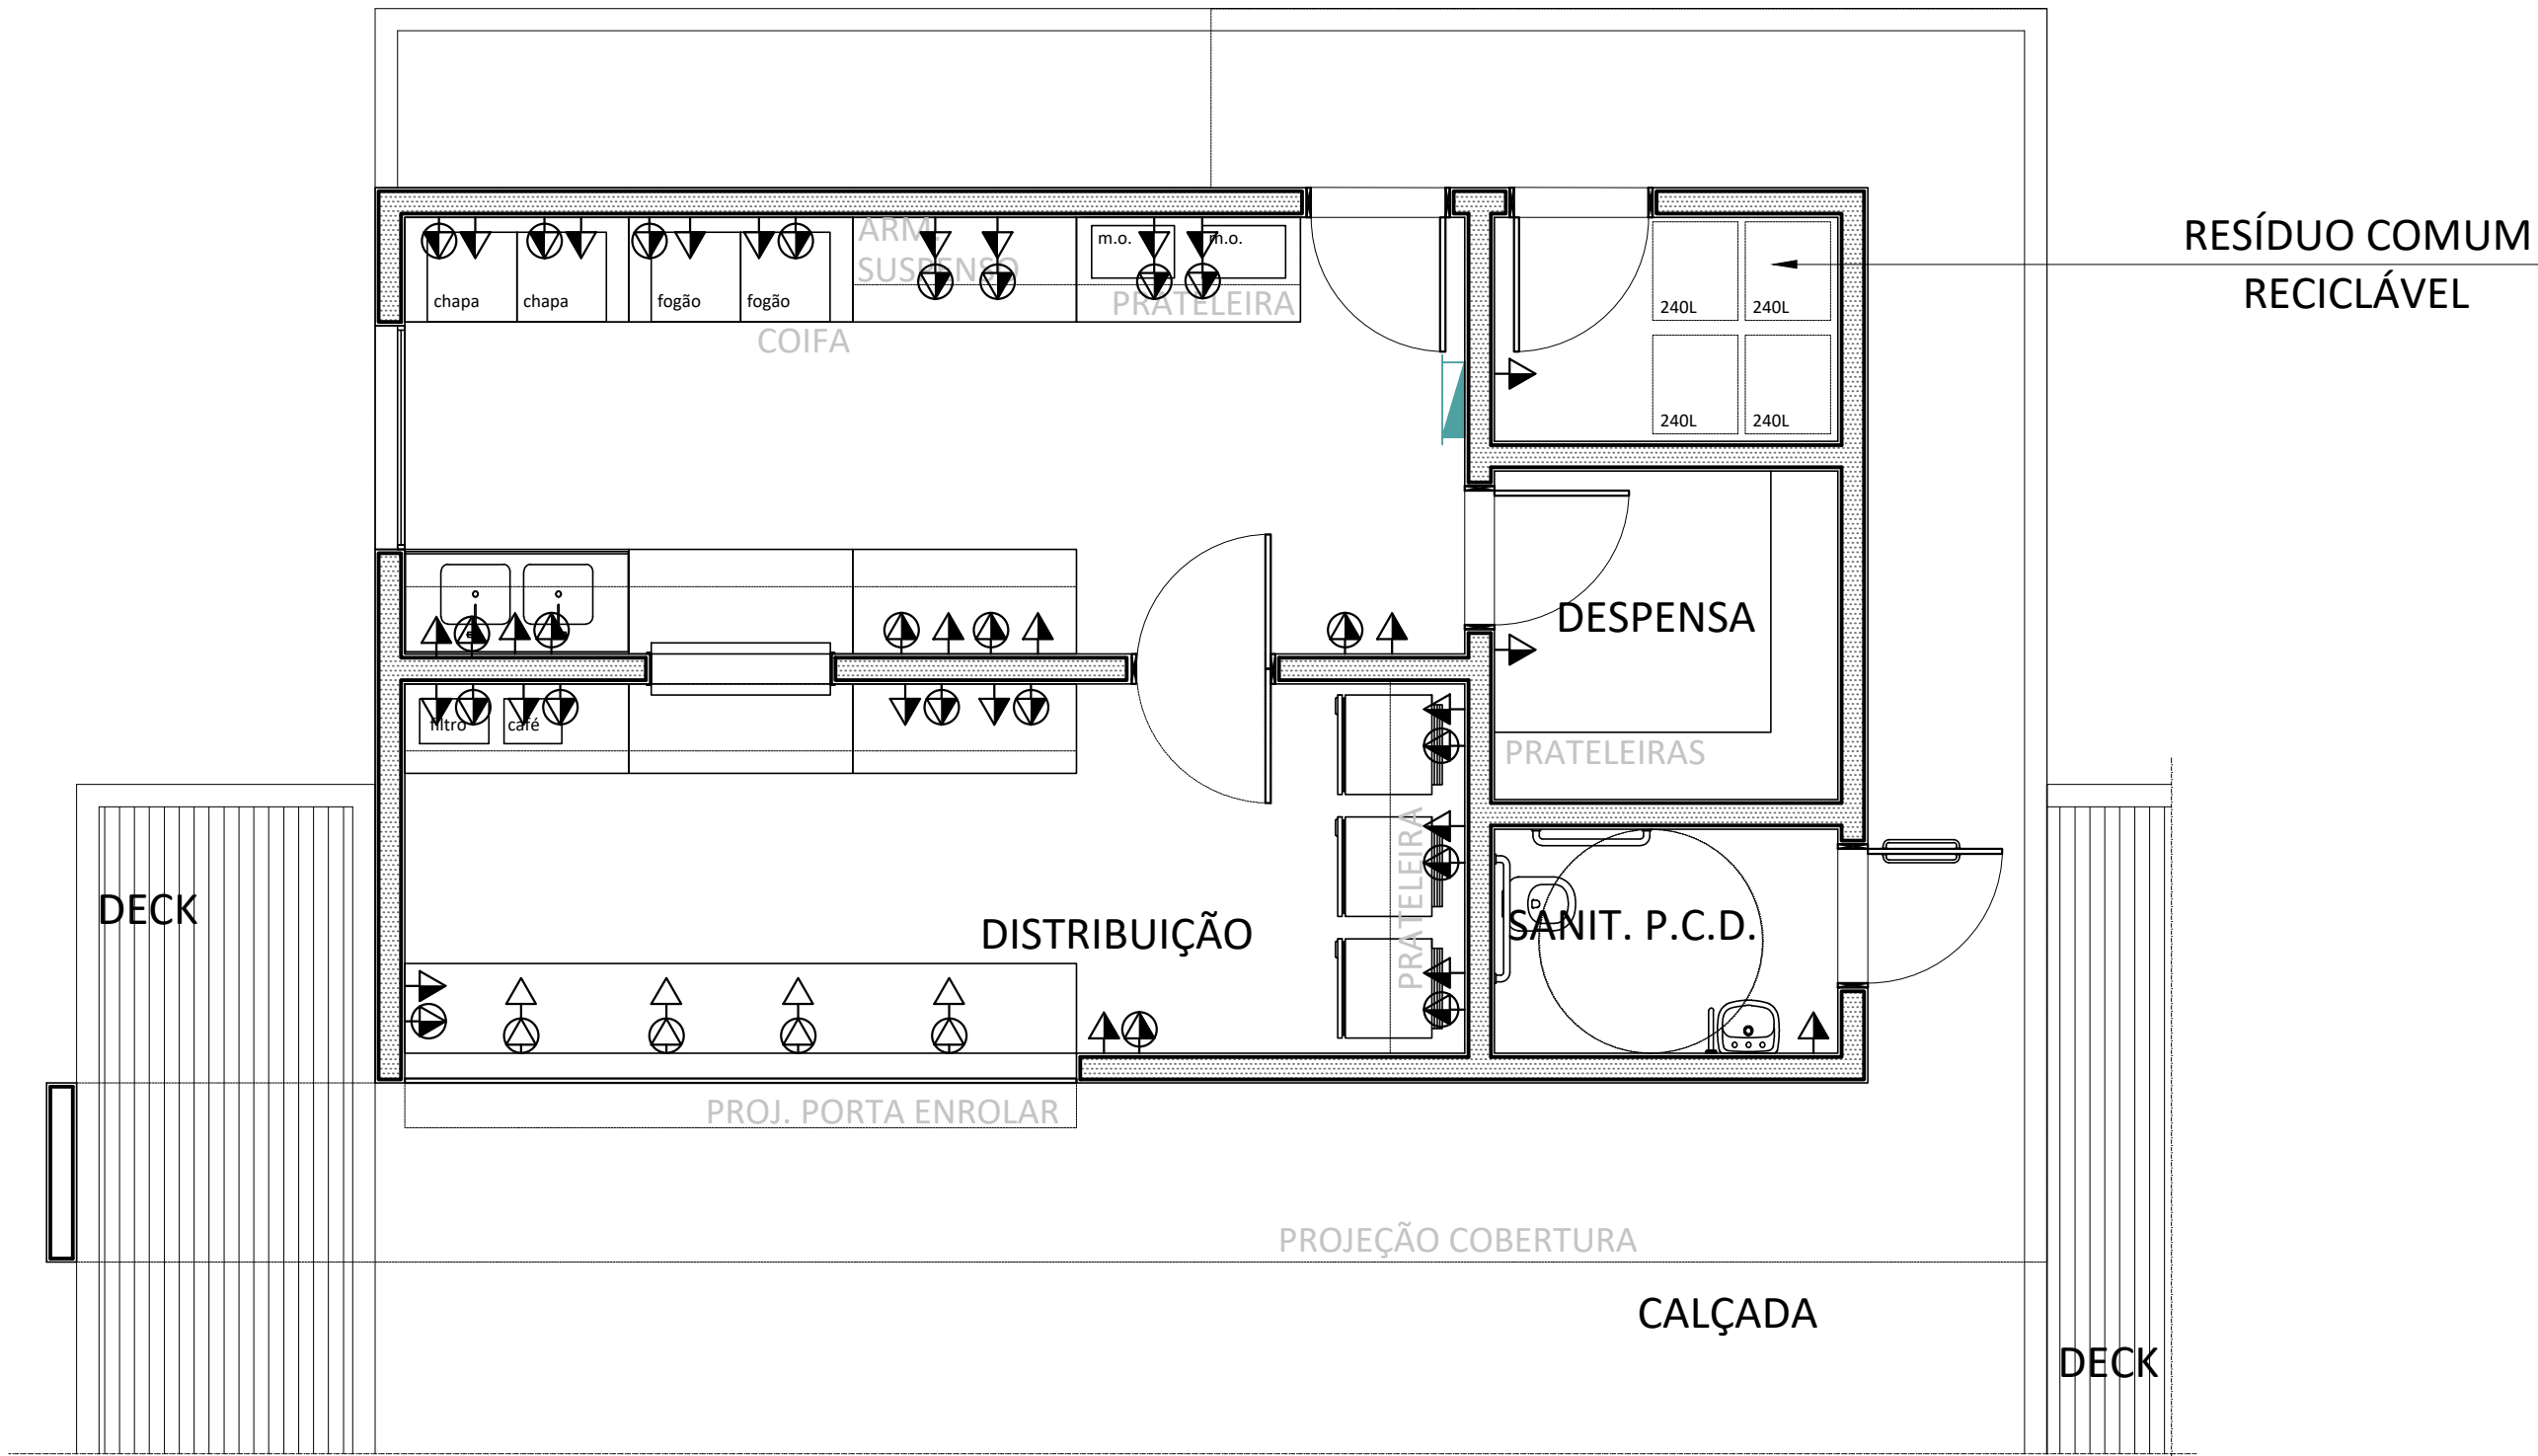 RESÍDUO COMUM
RECICLÁVEL
ARM.
SUSPENSO
m.o.
m.o.
chapa
chapa
fogão
fogão
PRATELEIRA
COIFA
240L
240L
240L
240L
DESPENSA
PRATELEIRAS
filtro
café
PRATELEIRA
DECK
DISTRIBUIÇÃO
SANIT. P.C.D.
PROJ. PORTA ENROLAR
PROJEÇÃO COBERTURA
CALÇADA
DECK